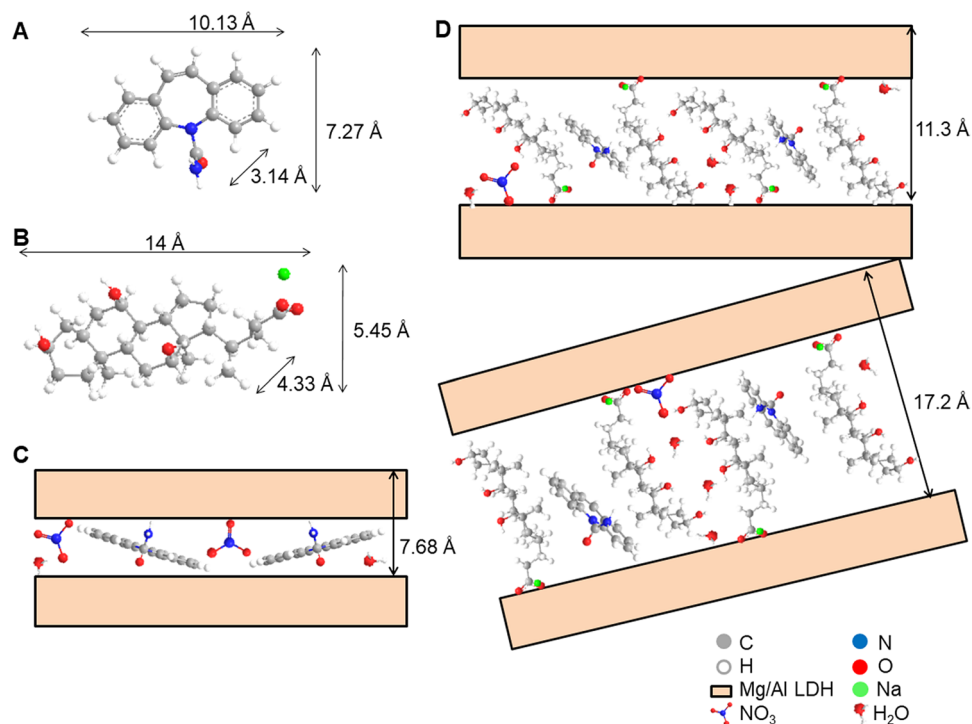 A
10.13 Å
7.27 Å
3.14 Å
B
14 Å
5.45 Å
4.33 Å
C
7.68 Å
D
11.3 Å
17.2 Å
C
H
Mg/Al LDH
NO3
N
O
Na
H2O